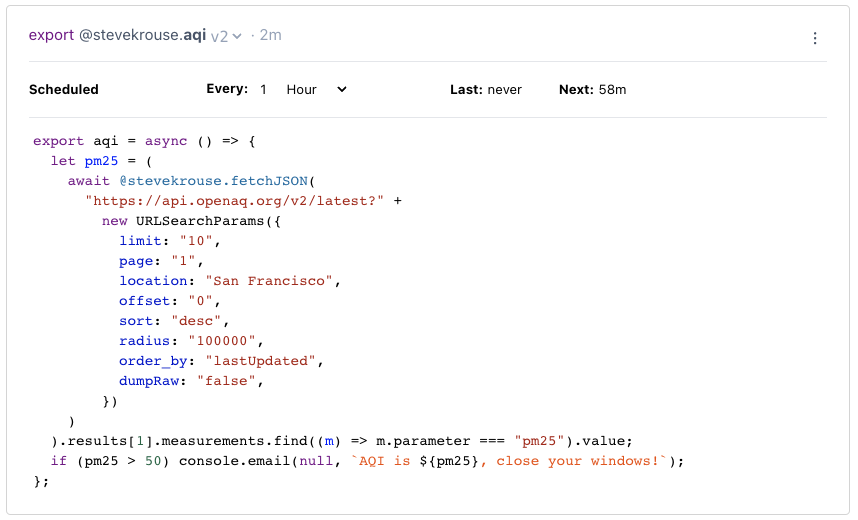 export @stevekrouse.aqi v2 · 2m
Scheduled Every: 1 Hour Last: never Next: 58m
export aqi = async () => {
  let pm25 = (
    await @stevekrouse.fetchJSON(
      "https://api.openaq.org/v2/latest?" +
        new URLSearchParams({
          limit: "10",
          page: "1",
          location: "San Francisco",
          offset: "0",
          sort: "desc",
          radius: "100000",
          order_by: "lastUpdated",
          dumpRaw: "false",
        })
    )
  ).results[1].measurements.find((m) => m.parameter === "pm25").value;
  if (pm25 > 50) console.email(null, `AQI is ${pm25}, close your windows!`);
};